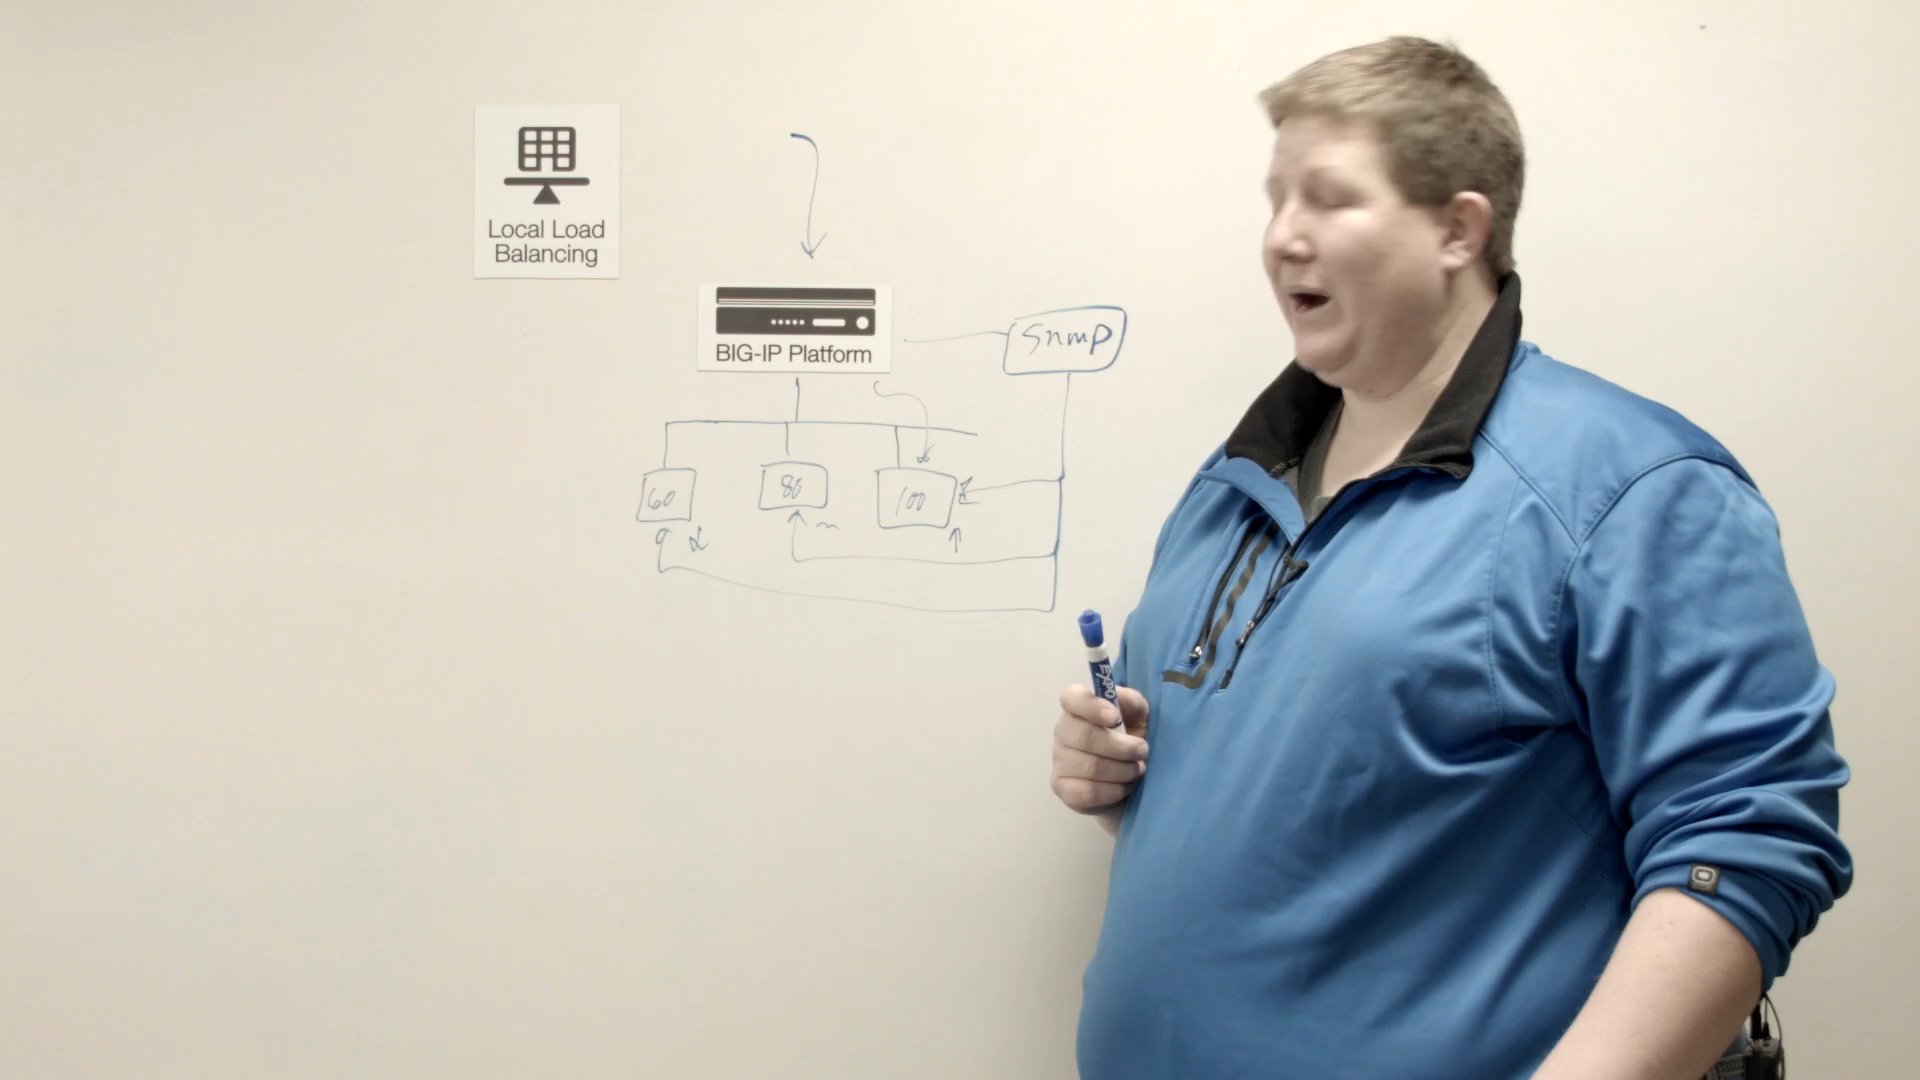 Local Load
Balancing
BIG-IP Platform
Snmp
60
80
100
EXPO